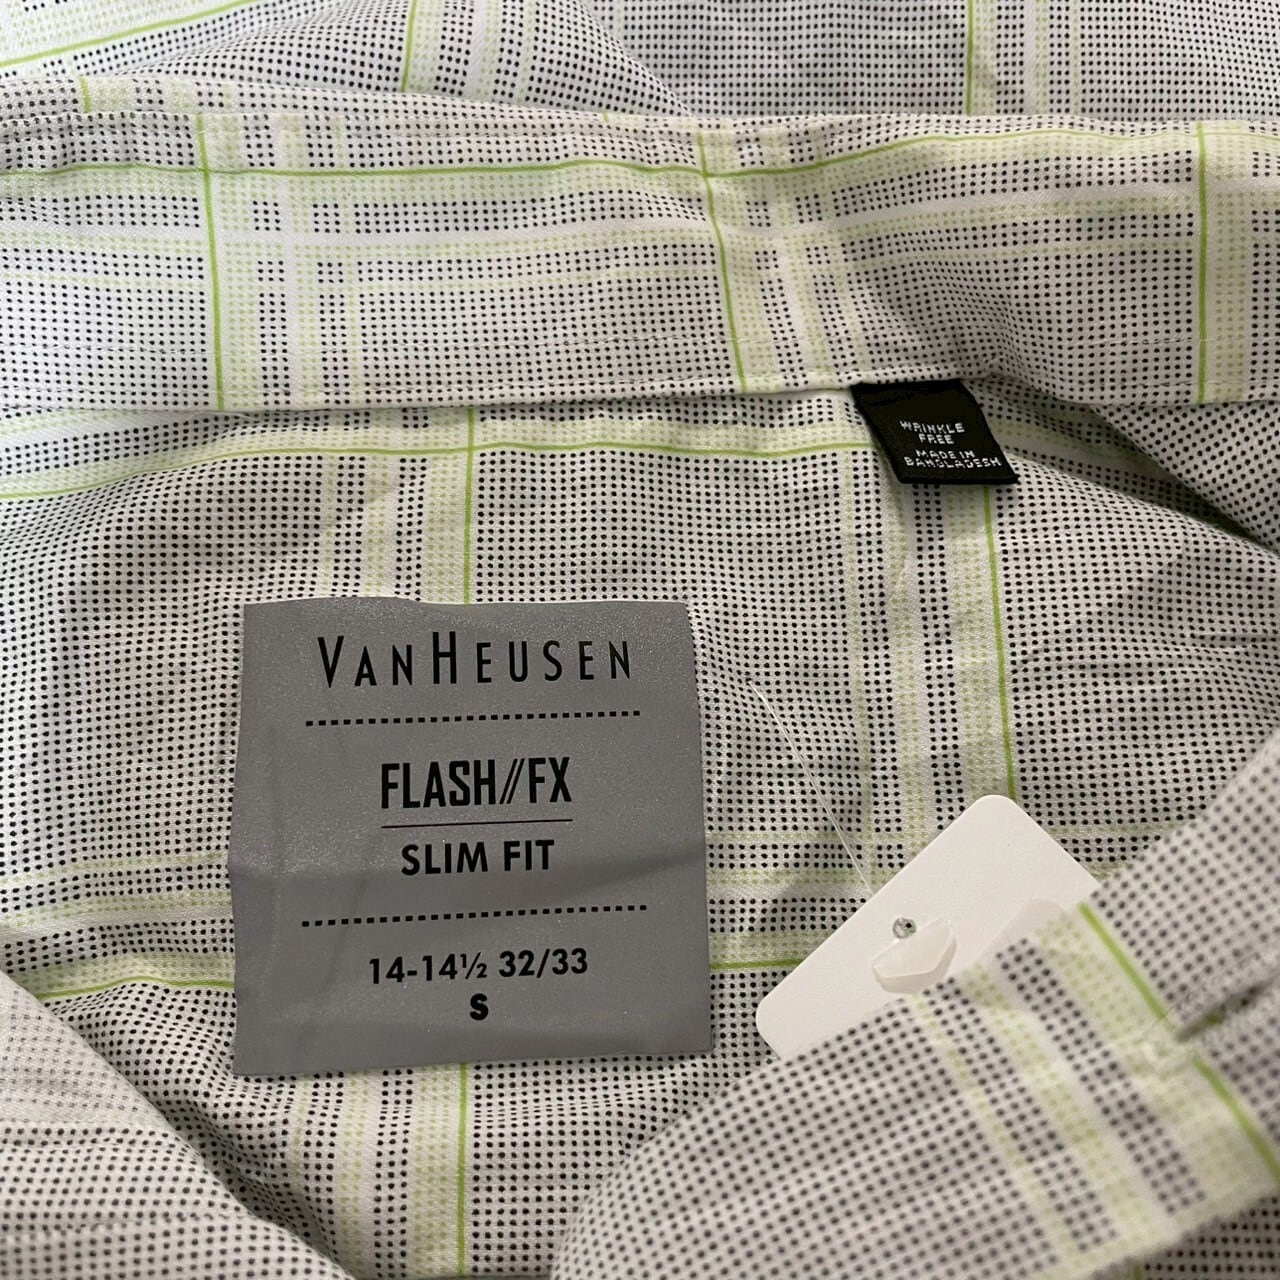 WRINKLE
FREE
MADE IN
BANGLADESH
VANHEUSEN
FLASH//FX
SLIM FIT
14-14½ 32/33
S